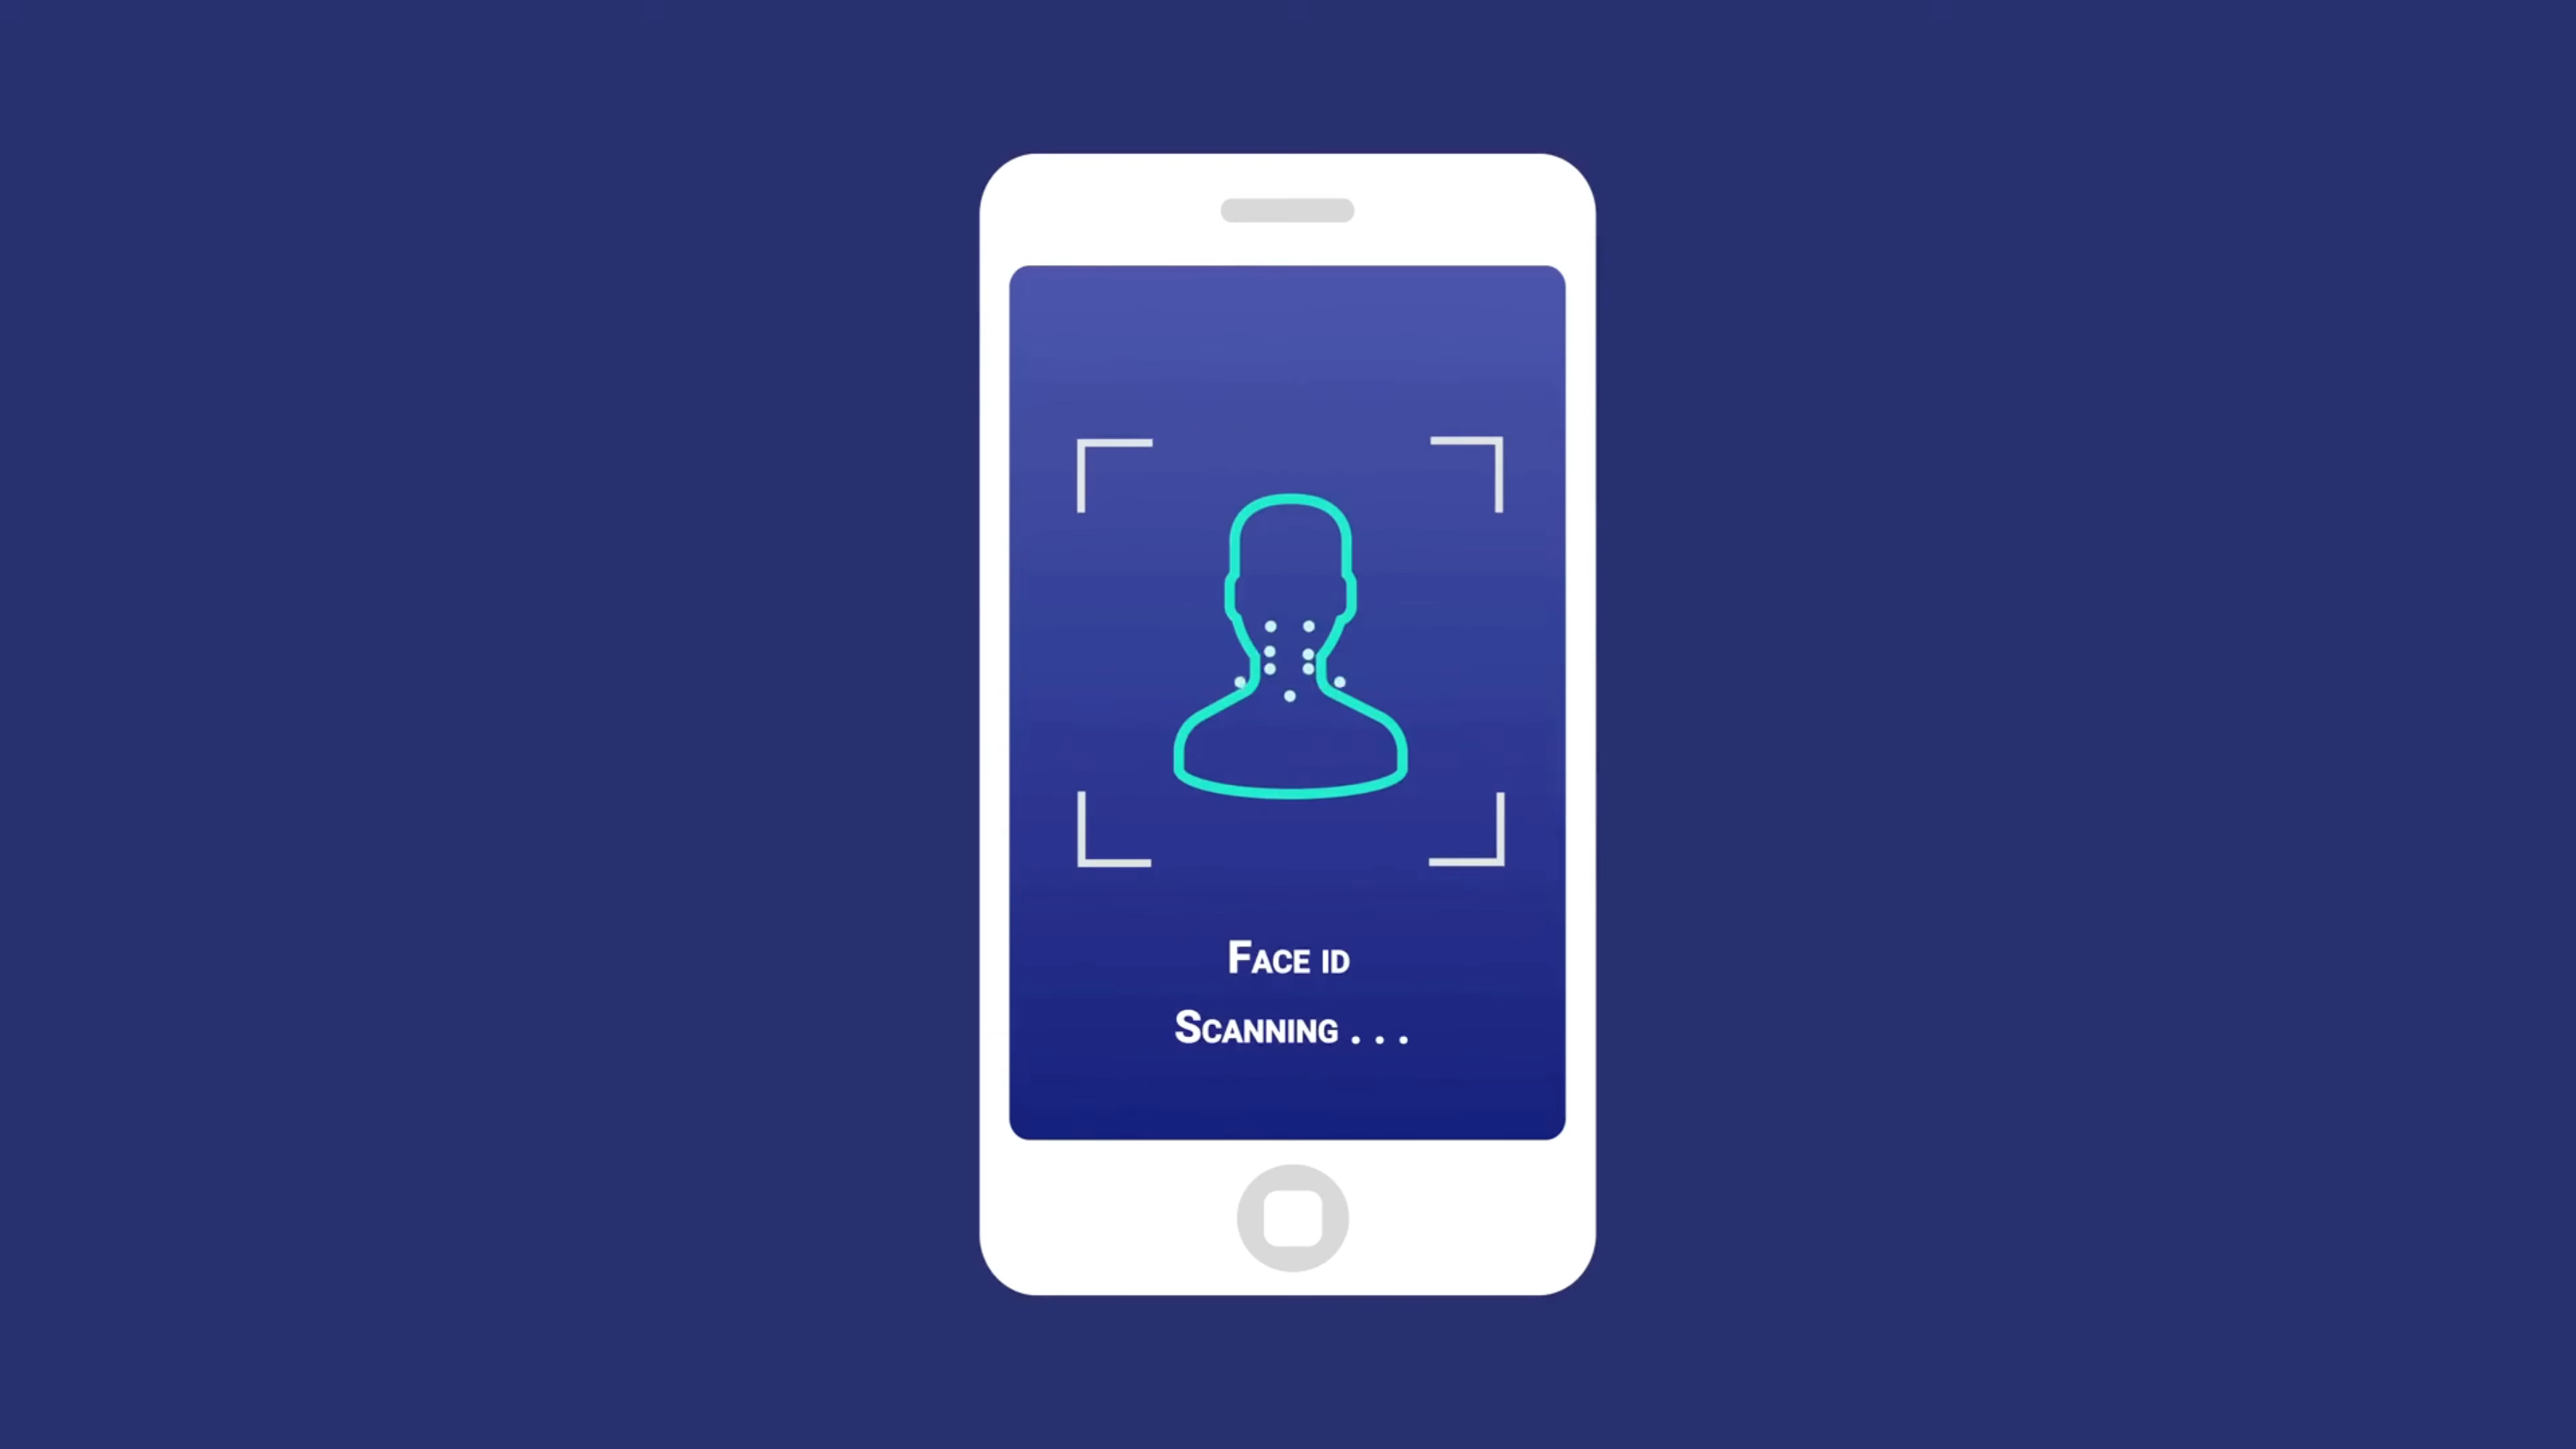 Face id
Scanning . . .